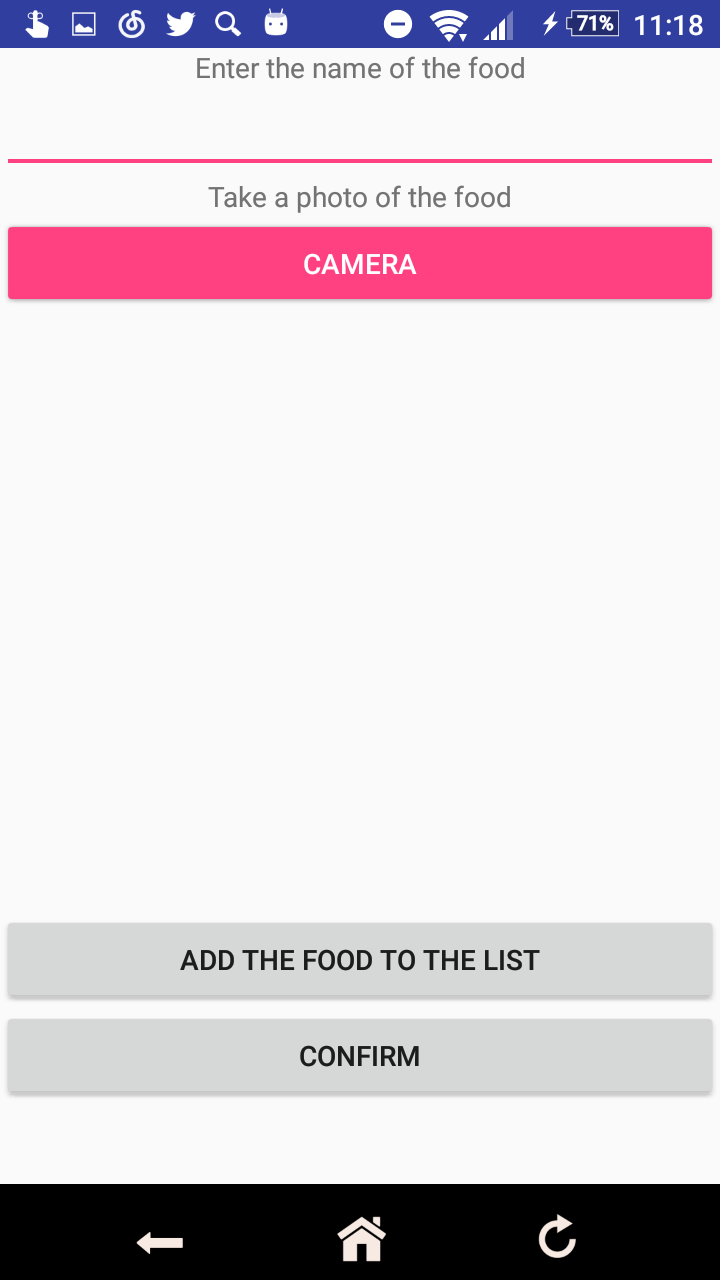 71% 11:18
Enter the name of the food
Take a photo of the food
CAMERA
ADD THE FOOD TO THE LIST
CONFIRM